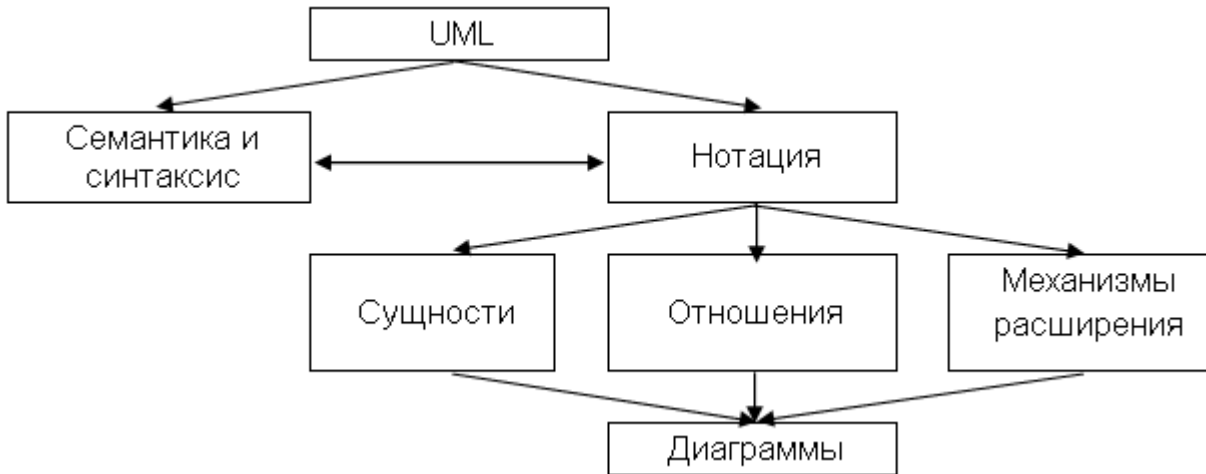 UML
Семантика и
синтаксис
Нотация
Сущности
Отношения
Механизмы
расширения
Диаграммы